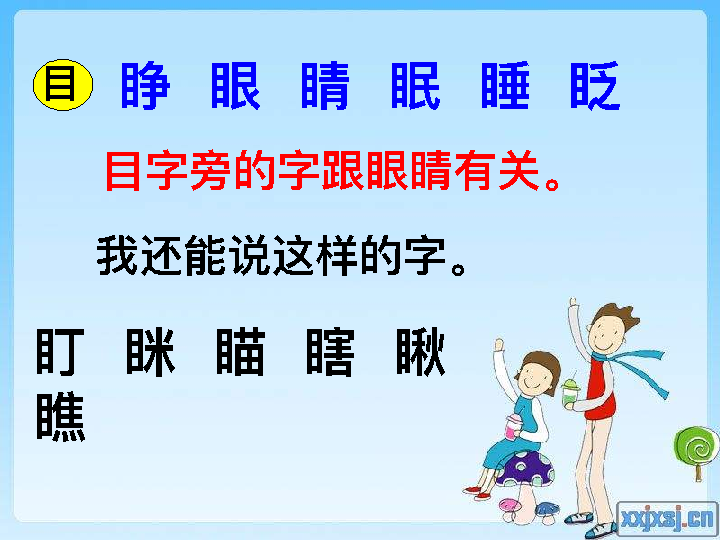 目 睁 眼 睛 眠 睡 眨
目字旁的字跟眼睛有关。
我还能说这样的字。
盯 眯 瞄 瞎 瞅
瞧
xxjxsj.cn